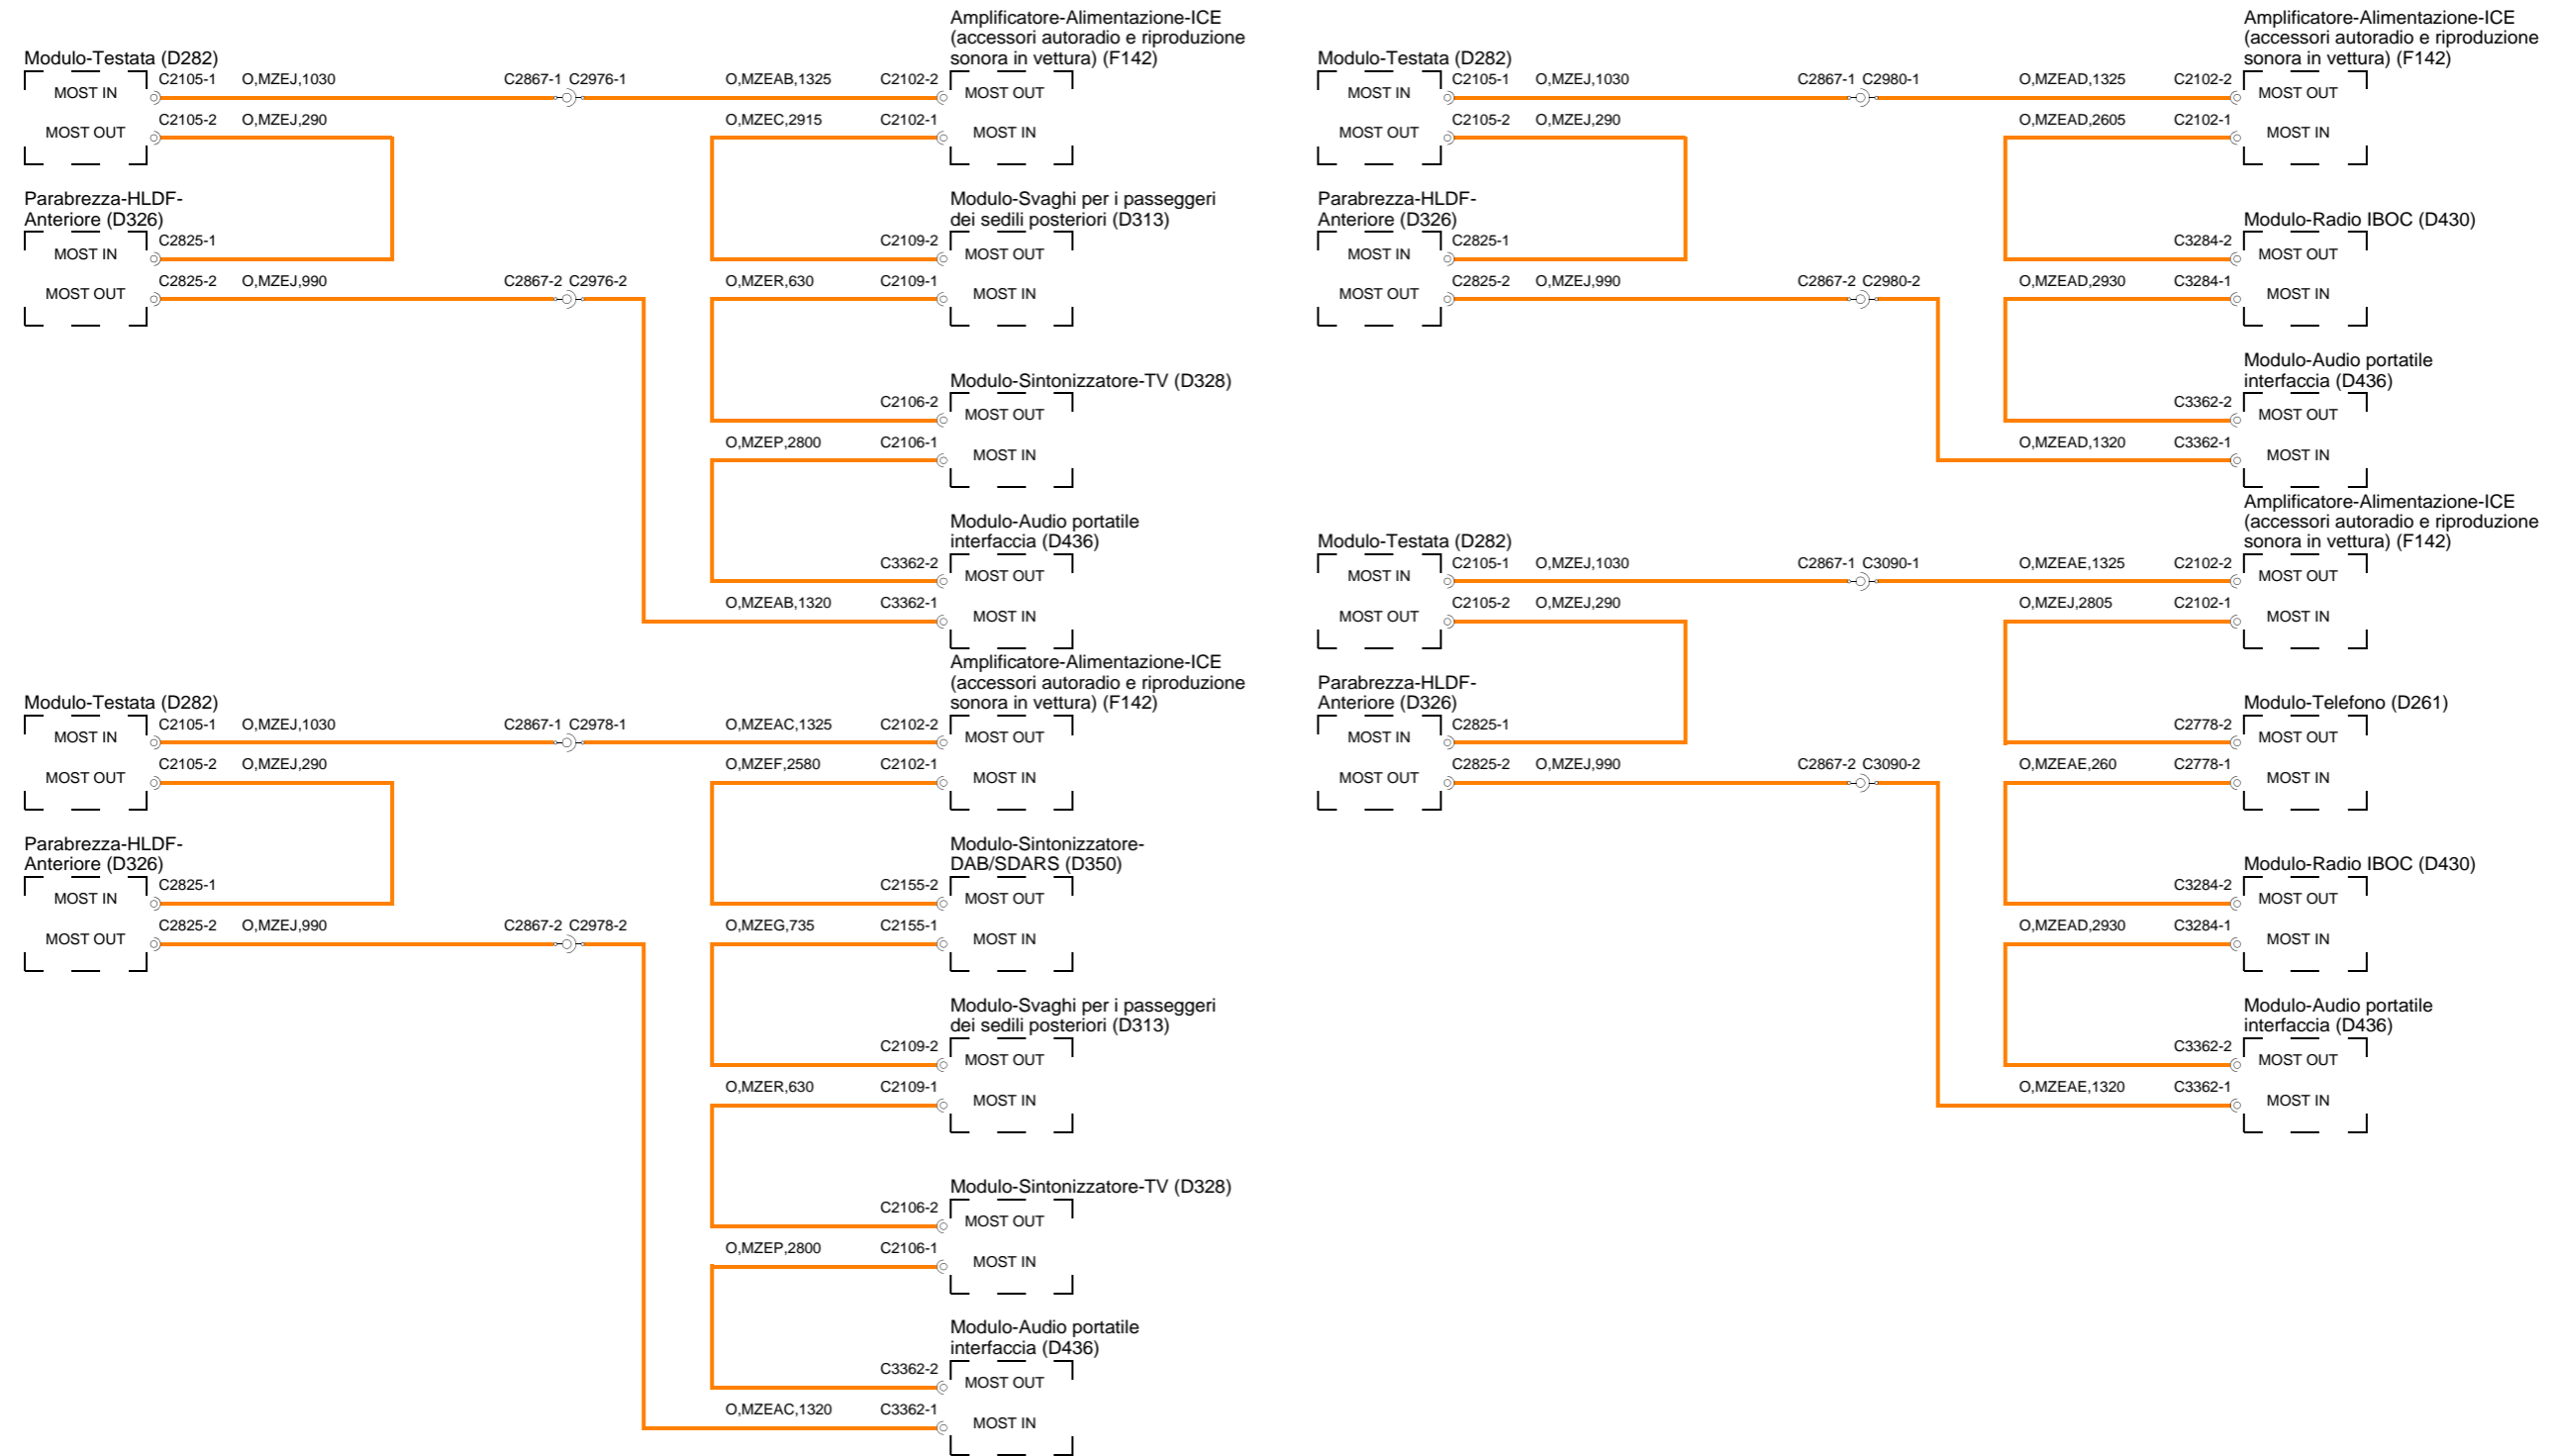 Amplificatore-Alimentazione-ICE
(accessori autoradio e riproduzione
sonora in vettura) (F142)
Modulo-Testata (D282)
C2105-1 O,MZEJ,1030 C2867-1 C2976-1 O,MZEAB,1325 C2102-2
MOST IN MOST OUT
C2105-2 O,MZEJ,290 O,MZEC,2915 C2102-1
MOST OUT MOST IN
Parabrezza-HLDF-
Anteriore (D326)
Modulo-Svaghi per i passeggeri
dei sedili posteriori (D313)
C2825-1 C2109-2
MOST IN MOST OUT
C2825-2 O,MZEJ,990 C2867-2 C2976-2 O,MZER,630 C2109-1
MOST OUT MOST IN
Modulo-Sintonizzatore-TV (D328)
C2106-2
MOST OUT
O,MZEP,2800 C2106-1
MOST IN
Modulo-Audio portatile
interfaccia (D436)
C3362-2
MOST OUT
O,MZEAB,1320 C3362-1
MOST IN
Amplificatore-Alimentazione-ICE
(accessori autoradio e riproduzione
sonora in vettura) (F142)
Modulo-Testata (D282)
C2105-1 O,MZEJ,1030 C2867-1 C2978-1 O,MZEAC,1325 C2102-2
MOST IN MOST OUT
C2105-2 O,MZEJ,290 O,MZEF,2580 C2102-1
MOST OUT MOST IN
Parabrezza-HLDF-
Anteriore (D326)
Modulo-Sintonizzatore-
DAB/SDARS (D350)
C2825-1 C2155-2
MOST IN MOST OUT
C2825-2 O,MZEJ,990 C2867-2 C2978-2 O,MZEG,735 C2155-1
MOST OUT MOST IN
Modulo-Svaghi per i passeggeri
dei sedili posteriori (D313)
C2109-2
MOST OUT
O,MZER,630 C2109-1
MOST IN
Modulo-Sintonizzatore-TV (D328)
C2106-2
MOST OUT
O,MZEP,2800 C2106-1
MOST IN
Modulo-Audio portatile
interfaccia (D436)
C3362-2
MOST OUT
O,MZEAC,1320 C3362-1
MOST IN
Amplificatore-Alimentazione-ICE
(accessori autoradio e riproduzione
sonora in vettura) (F142)
Modulo-Testata (D282)
C2105-1 O,MZEJ,1030 C2867-1 C2980-1 O,MZEAD,1325 C2102-2
MOST IN MOST OUT
C2105-2 O,MZEJ,290 O,MZEAD,2605 C2102-1
MOST OUT MOST IN
Parabrezza-HLDF-
Anteriore (D326)
Modulo-Radio IBOC (D430)
C2825-1 C3284-2
MOST IN MOST OUT
C2825-2 O,MZEJ,990 C2867-2 C2980-2 O,MZEAD,2930 C3284-1
MOST OUT MOST IN
Modulo-Audio portatile
interfaccia (D436)
C3362-2
MOST OUT
O,MZEAD,1320 C3362-1
MOST IN
Amplificatore-Alimentazione-ICE
(accessori autoradio e riproduzione
sonora in vettura) (F142)
Modulo-Testata (D282)
C2105-1 O,MZEJ,1030 C2867-1 C3090-1 O,MZEAE,1325 C2102-2
MOST IN MOST OUT
C2105-2 O,MZEJ,290 O,MZEJ,2805 C2102-1
MOST OUT MOST IN
Parabrezza-HLDF-
Anteriore (D326)
Modulo-Telefono (D261)
C2825-1 C2778-2
MOST IN MOST OUT
C2825-2 O,MZEJ,990 C2867-2 C3090-2 O,MZEAE,260 C2778-1
MOST OUT MOST IN
Modulo-Radio IBOC (D430)
C3284-2
MOST OUT
O,MZEAD,2930 C3284-1
MOST IN
Modulo-Audio portatile
interfaccia (D436)
C3362-2
MOST OUT
O,MZEAE,1320 C3362-1
MOST IN